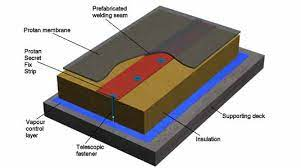 Prefabricated
welding seam
Protan membrane
Protan
Secret
Fix
Strip
Vapour
control
layer
Telescopic
fastener
Insulation
Supporting deck